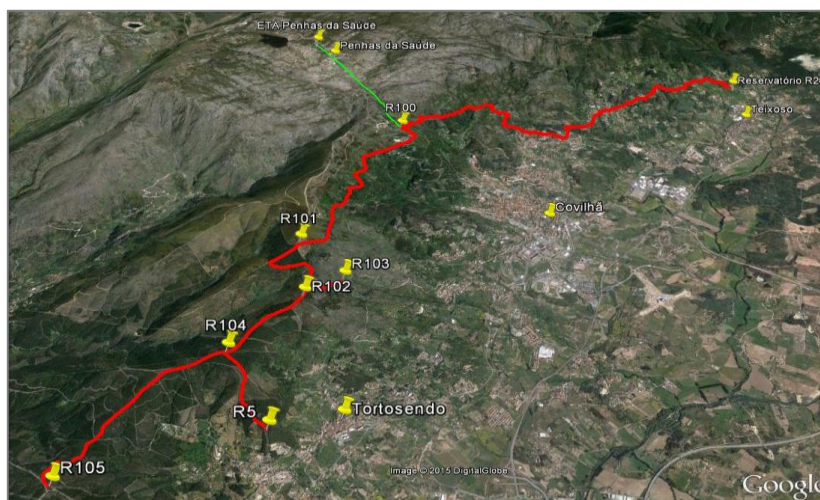 ETA Penhas da Saúde
Penhas da Saúde
Reservatório R20
R100
Teixoso
Covilhã
R101
R103
R102
R104
R5
Tortosendo
R105
Image © 2015 DigitalGlobe
Google